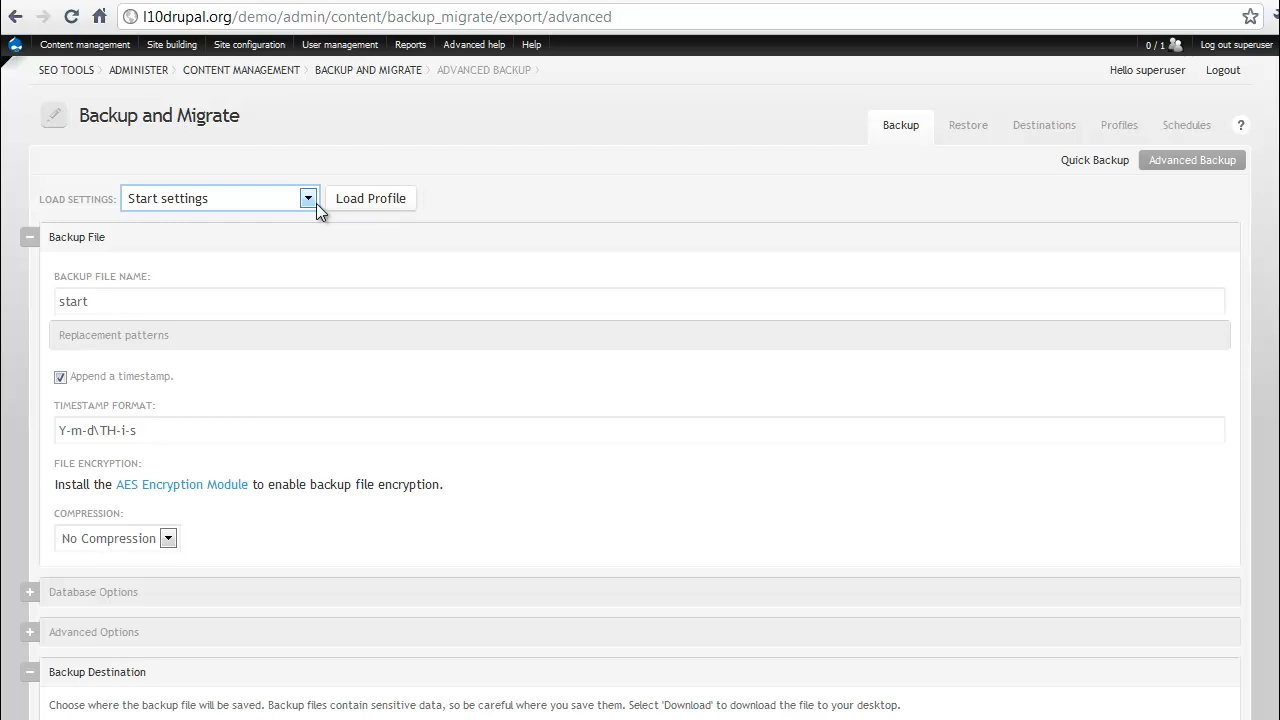 l10drupal.org/demo/admin/content/backup_migrate/export/advanced
Content management Site building Site configuration User management Reports Advanced help Help 0 / 1 Log out superuser
SEO TOOLS ADMINISTER CONTENT MANAGEMENT BACKUP AND MIGRATE ADVANCED BACKUP Hello superuser Logout
Backup and Migrate
Backup Restore Destinations Profiles Schedules ?
Quick Backup Advanced Backup
LOAD SETTINGS: Start settings Load Profile
Backup File
BACKUP FILE NAME:
start
Replacement patterns
Append a timestamp.
TIMESTAMP FORMAT:
Y-m-d\TH-i-s
FILE ENCRYPTION:
Install the AES Encryption Module to enable backup file encryption.
COMPRESSION:
No Compression
Database Options
Advanced Options
Backup Destination
Choose where the backup file will be saved. Backup files contain sensitive data, so be careful where you save them. Select 'Download' to download the file to your desktop.